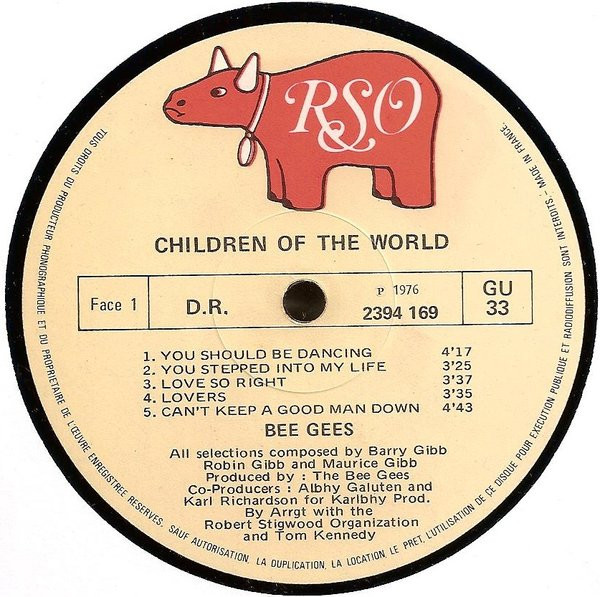 RSO
CHILDREN OF THE WORLD
Face 1
D.R.
P 1976
2394 169
GU
33
1. YOU SHOULD BE DANCING 4'17
2. YOU STEPPED INTO MY LIFE 3'25
3. LOVE SO RIGHT 3'37
4. LOVERS 3'35
5. CAN'T KEEP A GOOD MAN DOWN 4'43
BEE GEES
All selections composed by Barry Gibb
Robin Gibb and Maurice Gibb
Produced by : The Bee Gees
Co-Producers : Albhy Galuten and
Karl Richardson for Karlbhy Prod.
By Arrgt with the
Robert Stigwood Organization
and Tom Kennedy
TOUS DROITS DU PRODUCTEUR PHONOGRAPHIQUE ET DU PROPRIETAIRE DE L'ŒUVRE ENREGISTREE RESERVES. SAUF AUTORISATION, LA DUPLICATION, LA LOCATION, LE PRET, L'UTILISATION DE CE DISQUE POUR EXECUTION PUBLIQUE ET RADIODIFFUSION SONT INTERDITS.- MADE IN FRANCE.